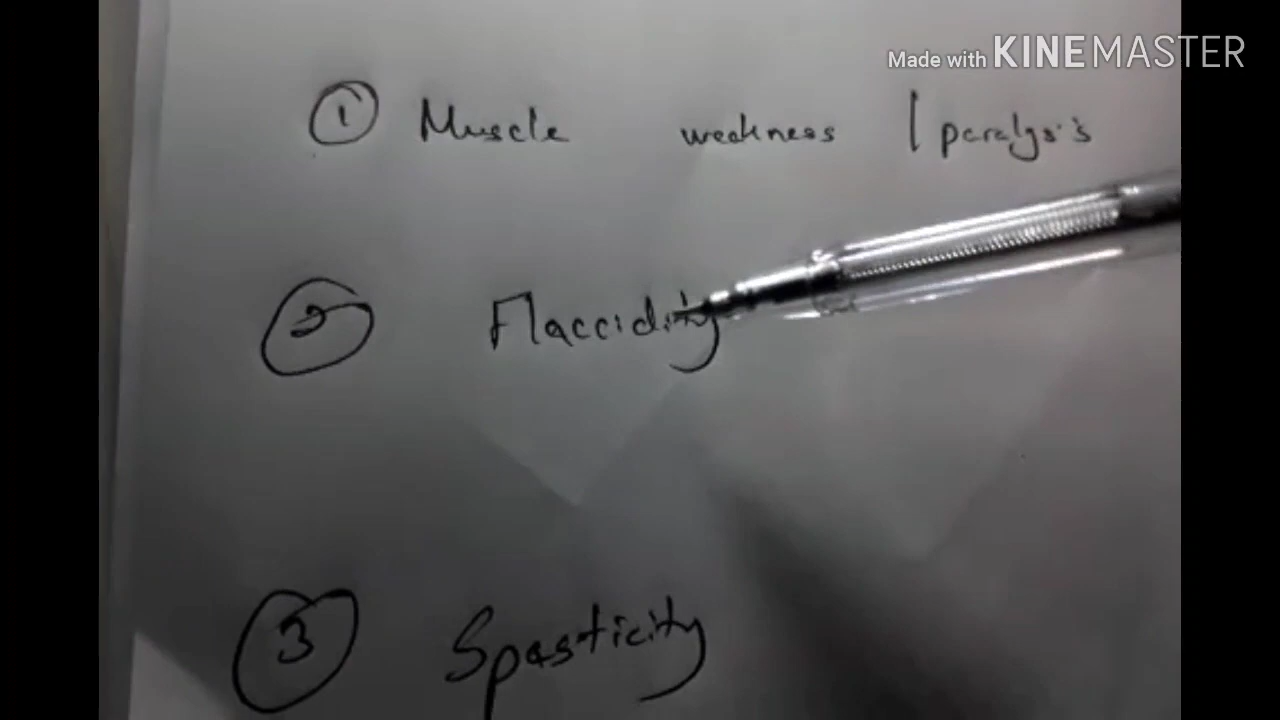 Made with KINEMASTER
① Muscle weakness | paralysis
② Flaccidity
③ Spasticity